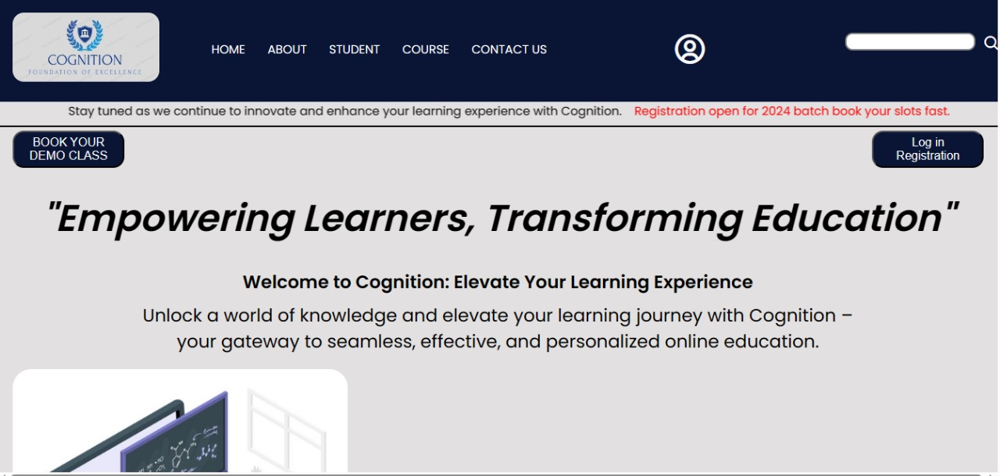 COGNITION
FOUNDATION OF EXCELLENCE
HOME ABOUT STUDENT COURSE CONTACT US
Stay tuned as we continue to innovate and enhance your learning experience with Cognition. Registration open for 2024 batch book your slots fast.
BOOK YOUR
DEMO CLASS
Log in
Registration
"Empowering Learners, Transforming Education"
Welcome to Cognition: Elevate Your Learning Experience
Unlock a world of knowledge and elevate your learning journey with Cognition –
your gateway to seamless, effective, and personalized online education.